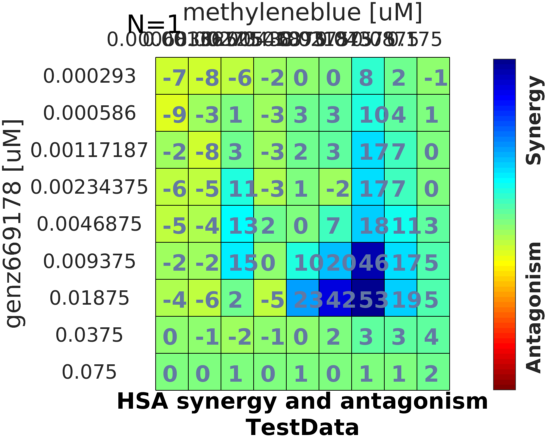 N=1
methyleneblue [uM]
0.000293 -7 -8 -6 -2 0 0 8 2 -1
0.000586 -9 -3 1 -3 3 3 10 4 1
0.00117187 -2 -8 3 -3 2 3 17 7 0
0.00234375 -6 -5 11 -3 1 -2 17 7 0
0.0046875 -5 -4 13 2 0 7 18 11 3
0.009375 -2 -2 15 0 10 20 46 17 5
0.01875 -4 -6 2 -5 23 42 53 19 5
0.0375 0 -1 -2 -1 0 2 3 3 4
0.075 0 0 1 0 1 0 1 1 2
genz669178 [uM]
Synergy
Antagonism
HSA synergy and antagonism
TestData